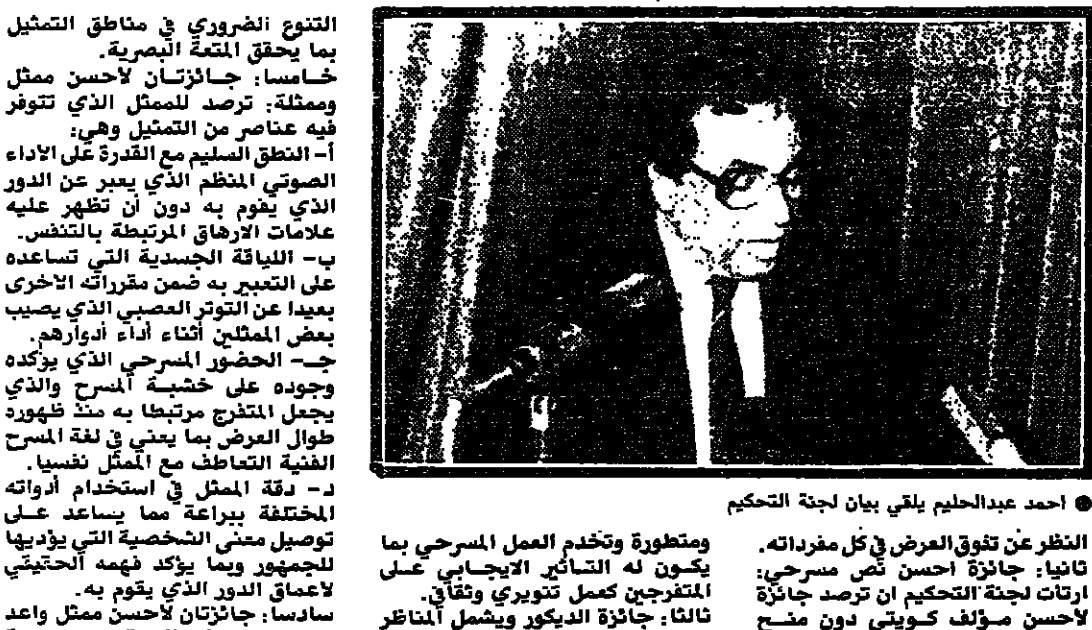 ● احمد عبدالحليم يلقي بيان لجنة التحكيم
النظر عن تفوق العرض في كل مفرداته.
ثانيا: جائزة احسن نص مسرحي:
ارتأت لجنة التحكيم ان ترصد جائزة
لأحسن مؤلف كويتي دون منح
ومتطورة وتخدم العمل المسرحي بما
يكون له التأثير الايجابي على
المتفرجين كعمل تنويري وثقافي.
ثالثا: جائزة الديكور ويشمل المناظر
التنوع الضروري في مناطق التمثيل
بما يحقق المتعة البصرية.
خامسا: جائزتان لأحسن ممثل
وممثلة: ترصد للممثل الذي تتوفر
فيه عناصر من التمثيل وهي:
أ- النطق السليم مع القدرة على الاداء
الصوتي المنظم الذي يعبر عن الدور
الذي يقوم به دون أن تظهر عليه
علامات الارهاق المرتبطة بالتنفس.
ب- اللياقة الجسدية التي تساعده
على التعبير به ضمن مقرراته الاخرى
بعيدا عن التوتر العصبي الذي يصيب
بعض الممثلين أثناء أداء أدوارهم.
جـ- الحضور المسرحي الذي يؤكده
وجوده على خشبة المسرح والذي
يجعل المتفرج مرتبطا به منذ ظهوره
طوال العرض بما يعني في لغة المسرح
الفنية التعاطف مع الممثل نفسيا.
د- دقة الممثل في استخدام أدواته
المختلفة ببراعة مما يساعد على
توصيل معنى الشخصية التي يؤديها
للجمهور وبما يؤكد فهمه الحقيقي
لأعماق الدور الذي يقوم به.
سادسا: جائزتان لأحسن ممثل واعد